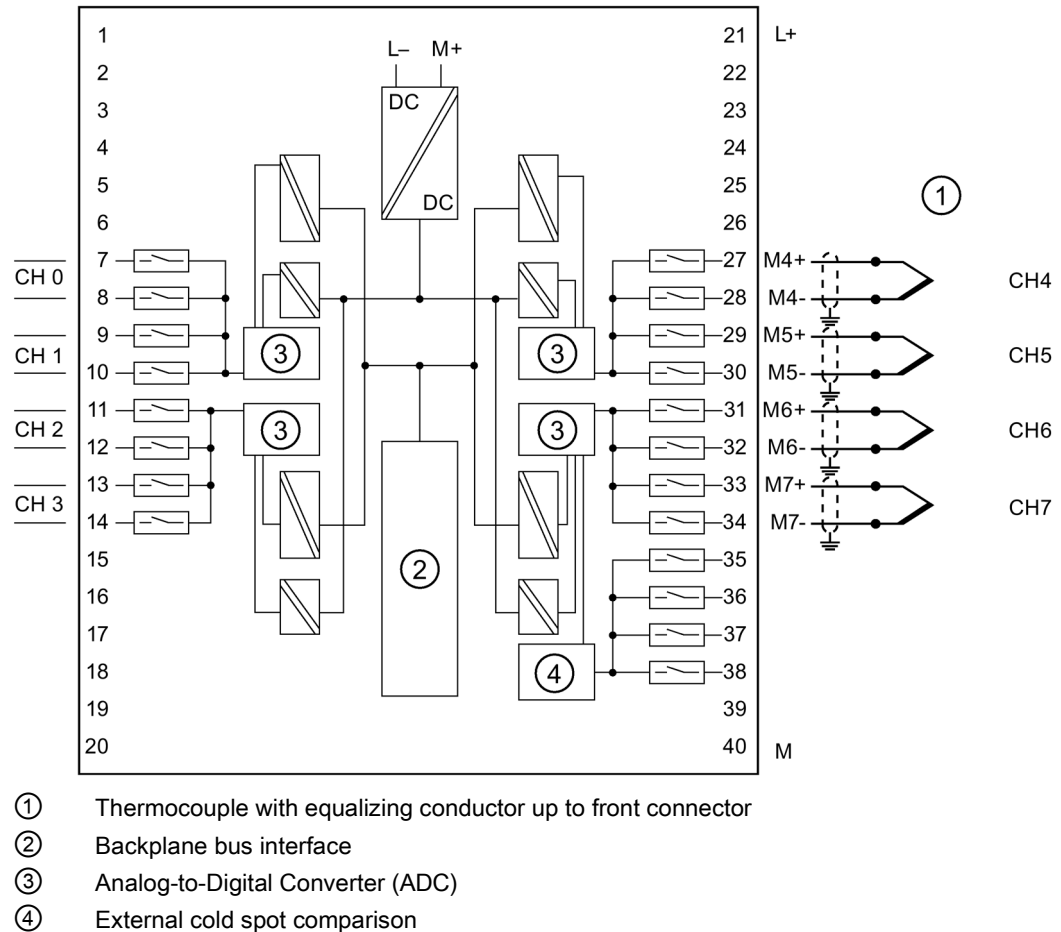 1 21 L+
L– M+
2 22
DC
3 23
4 24
5 25 ①
DC
6 26
7 27 M4+
CH 0 CH4
8 28 M4-
9 29 M5+
CH 1 ③ ③ CH5
10 30 M5-
11 31 M6+
CH 2 ③ ③ CH6
12 32 M6-
13 33 M7+
CH 3 CH7
14 34 M7-
15 35
②
16 36
17 37
18 ④ 38
19 39
20 40 M
① Thermocouple with equalizing conductor up to front connector
② Backplane bus interface
③ Analog-to-Digital Converter (ADC)
④ External cold spot comparison